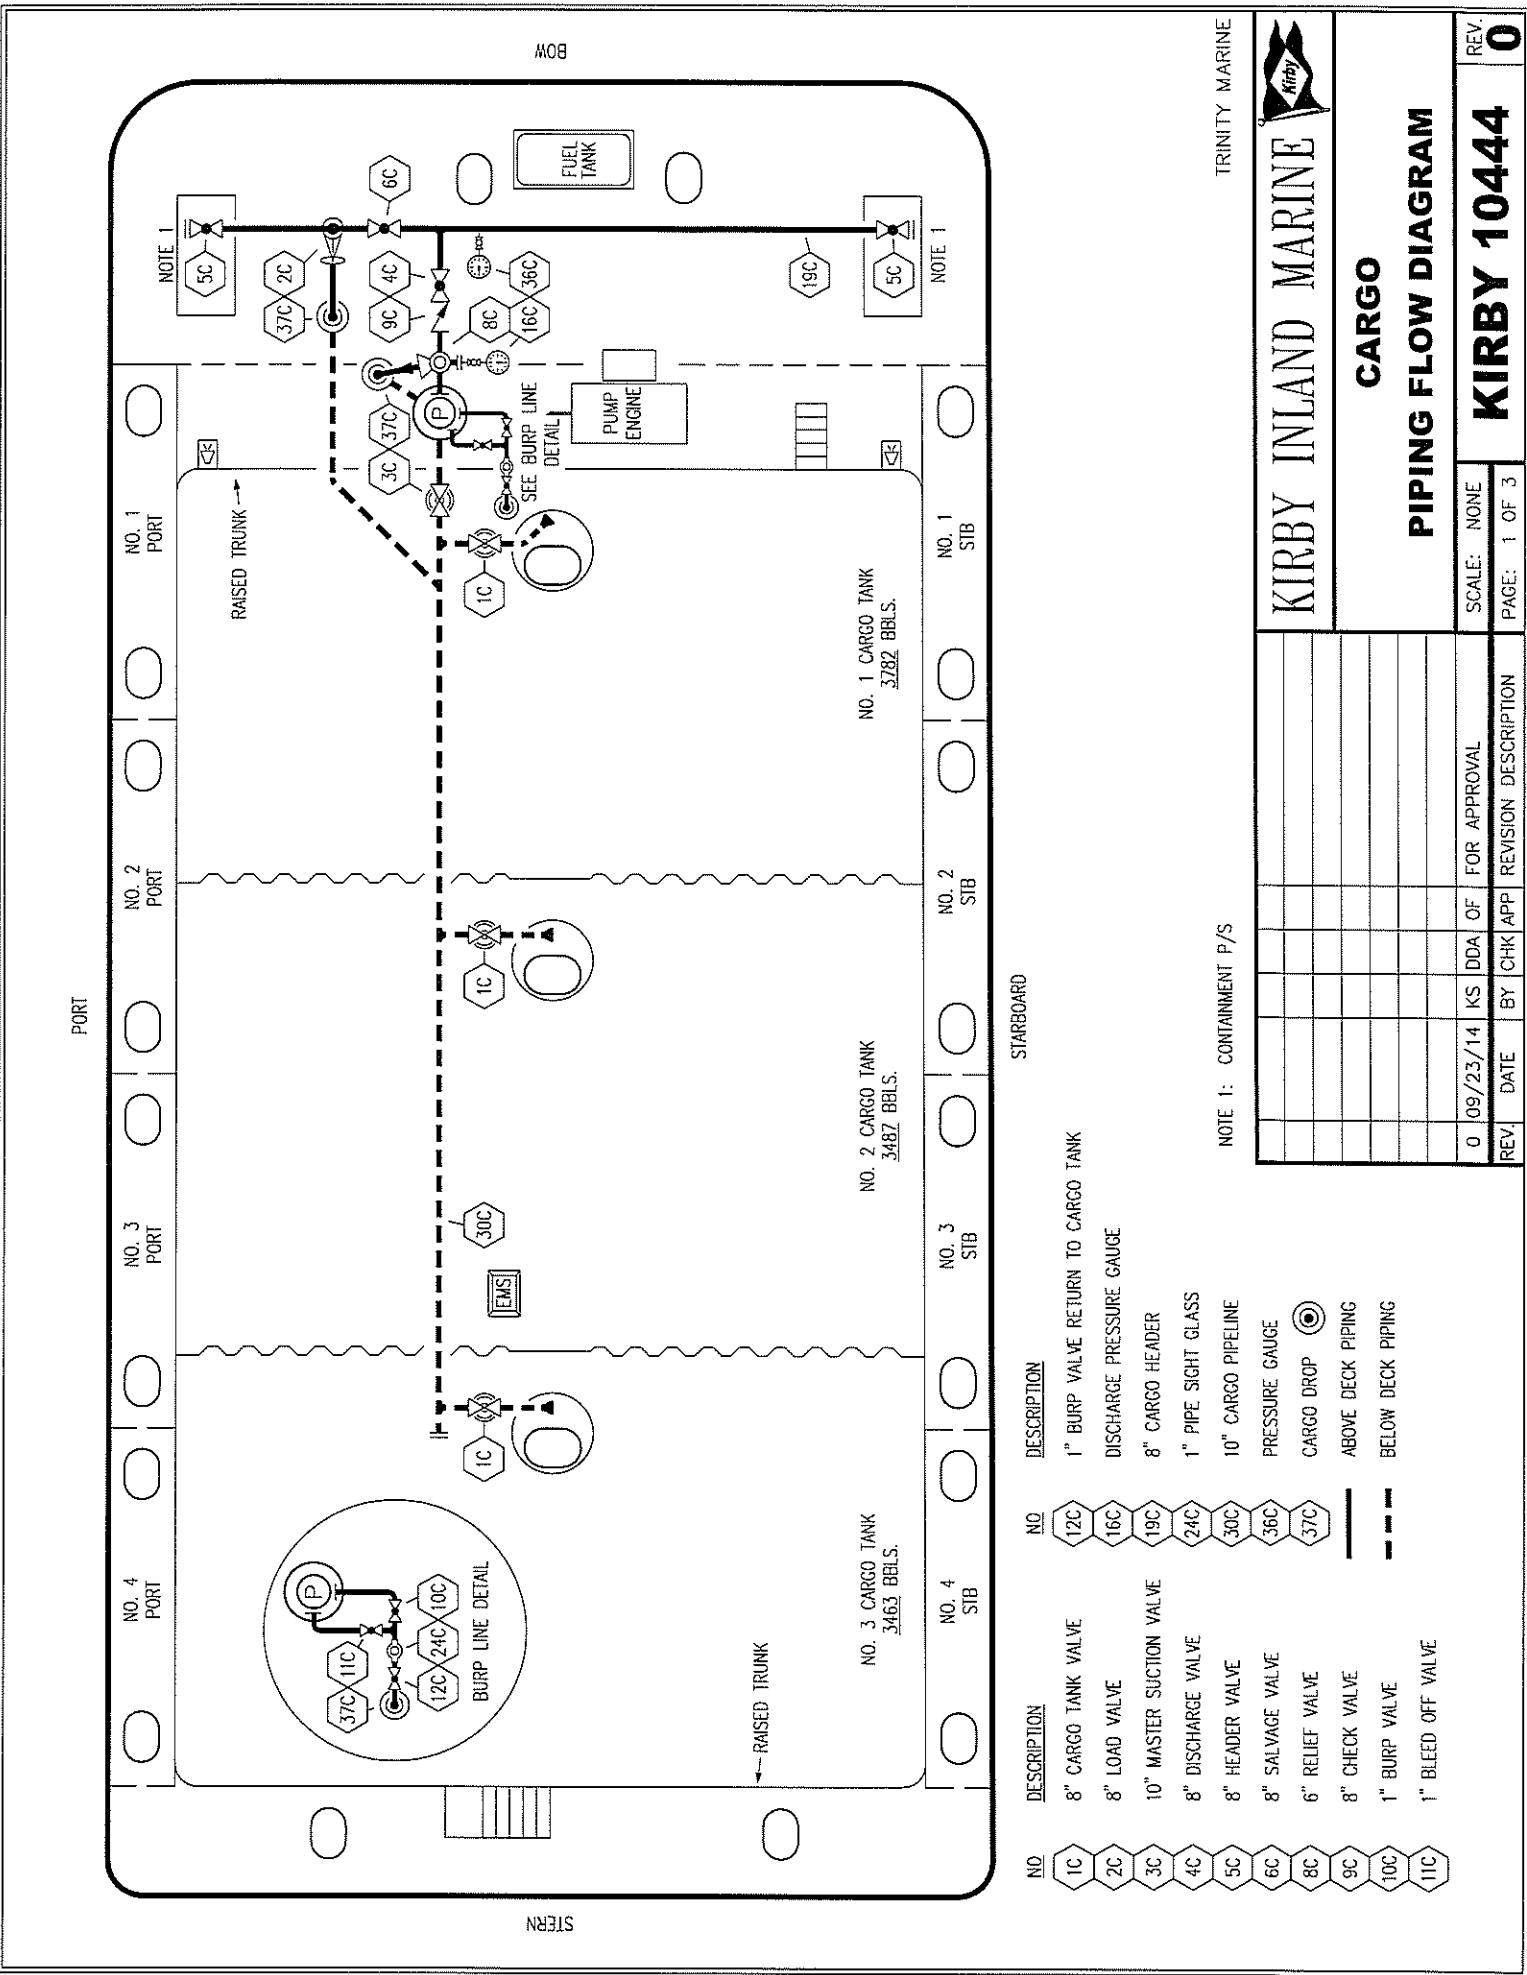 PORT
STERN
BOW
STARBOARD
NO. 4
PORT
NO. 3
PORT
NO. 2
PORT
NO. 1
PORT
RAISED TRUNK
NOTE 1
5C
37C
2C
6C
9C
4C
3C
37C
8C
16C
36C
FUEL
TANK
P
SEE BURP LINE
DETAIL
PUMP
ENGINE
1C
1C
1C
30C
EMS
19C
5C
NOTE 1
P
37C
11C
12C
24C
10C
BURP LINE DETAIL
NO. 3 CARGO TANK
3463 BBLS.
NO. 2 CARGO TANK
3487 BBLS.
NO. 1 CARGO TANK
3782 BBLS.
RAISED TRUNK
NO. 4
STB
NO. 3
STB
NO. 2
STB
NO. 1
STB
NO DESCRIPTION
1C 8" CARGO TANK VALVE
2C 8" LOAD VALVE
3C 10" MASTER SUCTION VALVE
4C 8" DISCHARGE VALVE
5C 8" HEADER VALVE
6C 8" SALVAGE VALVE
8C 6" RELIEF VALVE
9C 8" CHECK VALVE
10C 1" BURP VALVE
11C 1" BLEED OFF VALVE
NO DESCRIPTION
12C 1" BURP VALVE RETURN TO CARGO TANK
16C DISCHARGE PRESSURE GAUGE
19C 8" CARGO HEADER
24C 1" PIPE SIGHT GLASS
30C 10" CARGO PIPELINE
36C PRESSURE GAUGE
37C CARGO DROP
ABOVE DECK PIPING
BELOW DECK PIPING
NOTE 1: CONTAINMENT P/S
TRINITY MARINE
0 09/23/14 KS DDA OF FOR APPROVAL
REV. DATE BY CHK APP REVISION DESCRIPTION
KIRBY INLAND MARINE
Kirby
CARGO
PIPING FLOW DIAGRAM
SCALE: NONE
PAGE: 1 OF 3
KIRBY 10444
REV.
0